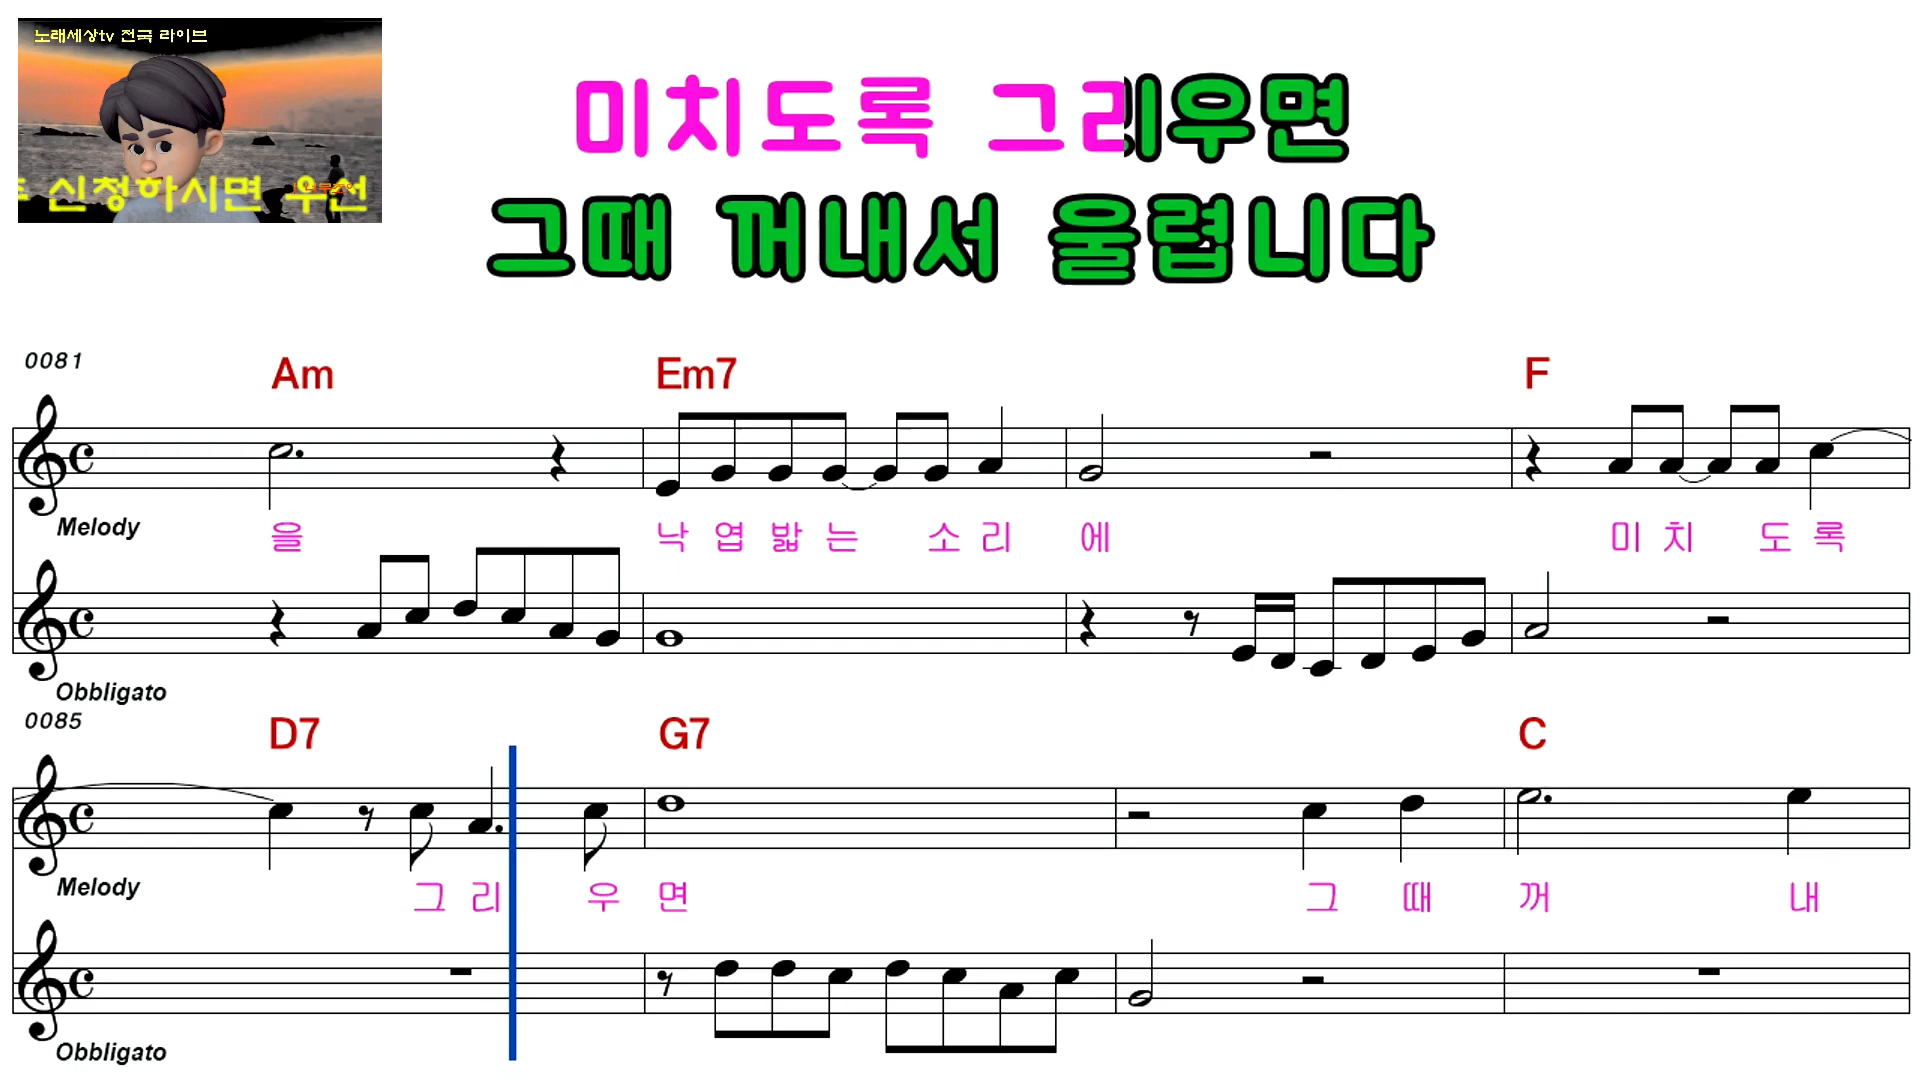 노래세상tv 전국 라이브
신청하시면 우선
미치도록 그리우면
그때 꺼내서 울렵니다
0081
Am Em7 F
Melody
을 낙 엽 밟 는 소 리 에 미 치 도 록
Obbligato
0085
D7 G7 C
Melody
그 리 우 면 그 때 꺼 내
Obbligato